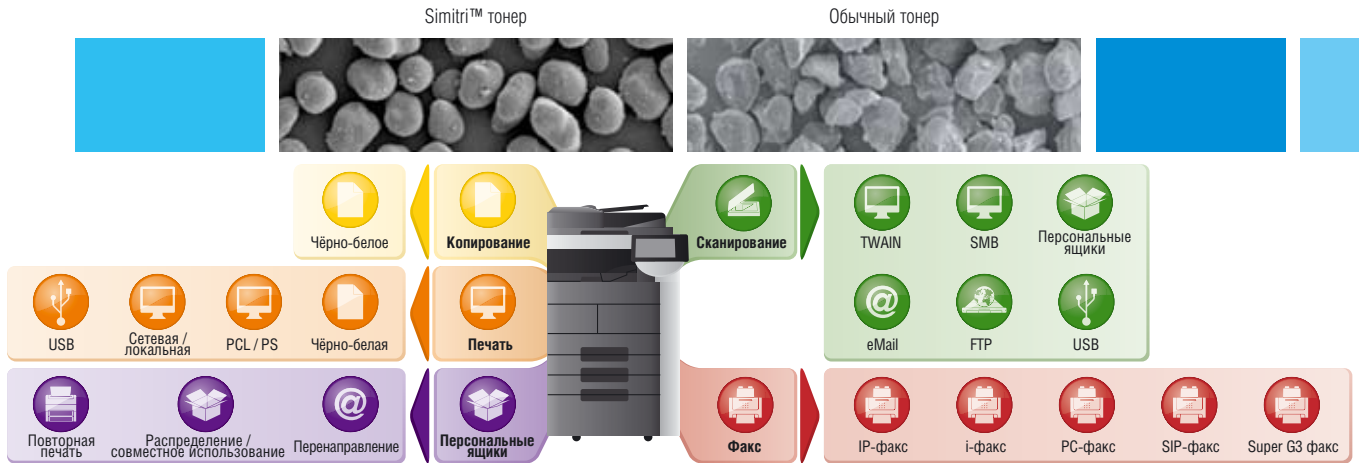 Simitri™ тонер
Обычный тонер
Чёрно-белое
Копирование
Сканирование
TWAIN
SMB
Персональные
ящики
USB
Сетевая /
локальная
PCL / PS
Чёрно-белая
Печать
eMail
FTP
USB
Повторная
печать
Распределение /
совместное использование
Перенаправление
Персональные
ящики
Факс
IP-факс
i-факс
PC-факс
SIP-факс
Super G3 факс